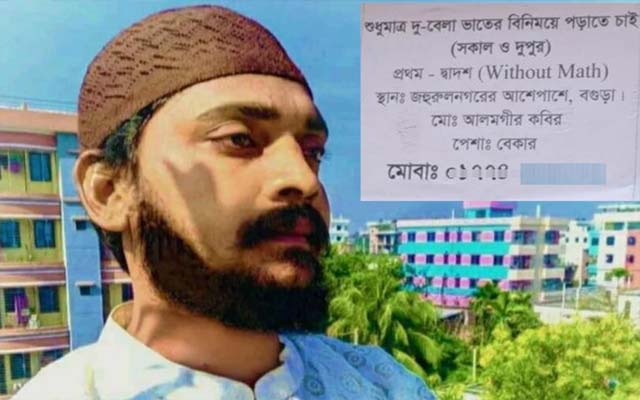 শুধুমাত্র দু-বেলা ভাতের বিনিময়ে পড়াতে চাই
(সকাল ও দুপুর)
প্রথম - দ্বাদশ (Without Math)
স্থানঃ জহুরুলনগরের আশেপাশে, বগুড়া।
মোঃ আলমগীর কবির
পেশাঃ বেকার
মোবাঃ